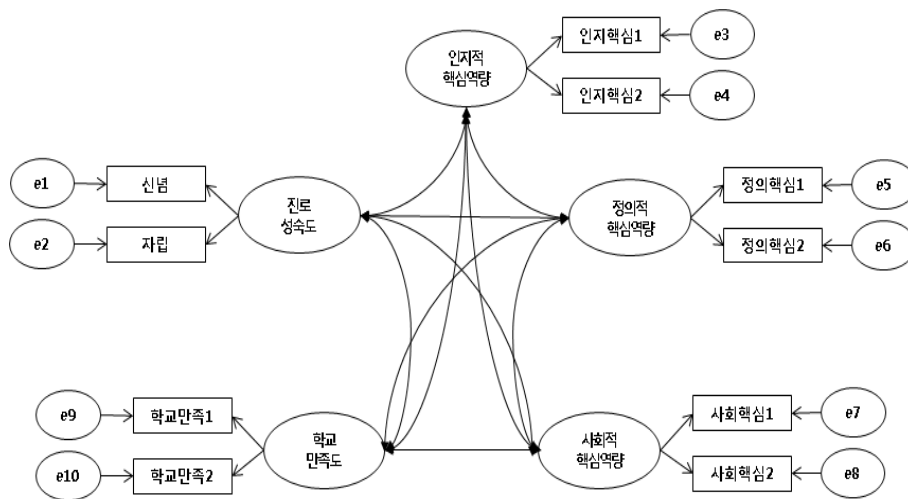 인지적
핵심역량
인지핵심1
e3
인지핵심2
e4
e1
신념
e2
자립
진로
성숙도
정의적
핵심역량
정의핵심1
e5
정의핵심2
e6
e9
학교만족1
e10
학교만족2
학교
만족도
사회적
핵심역량
사회핵심1
e7
사회핵심2
e8